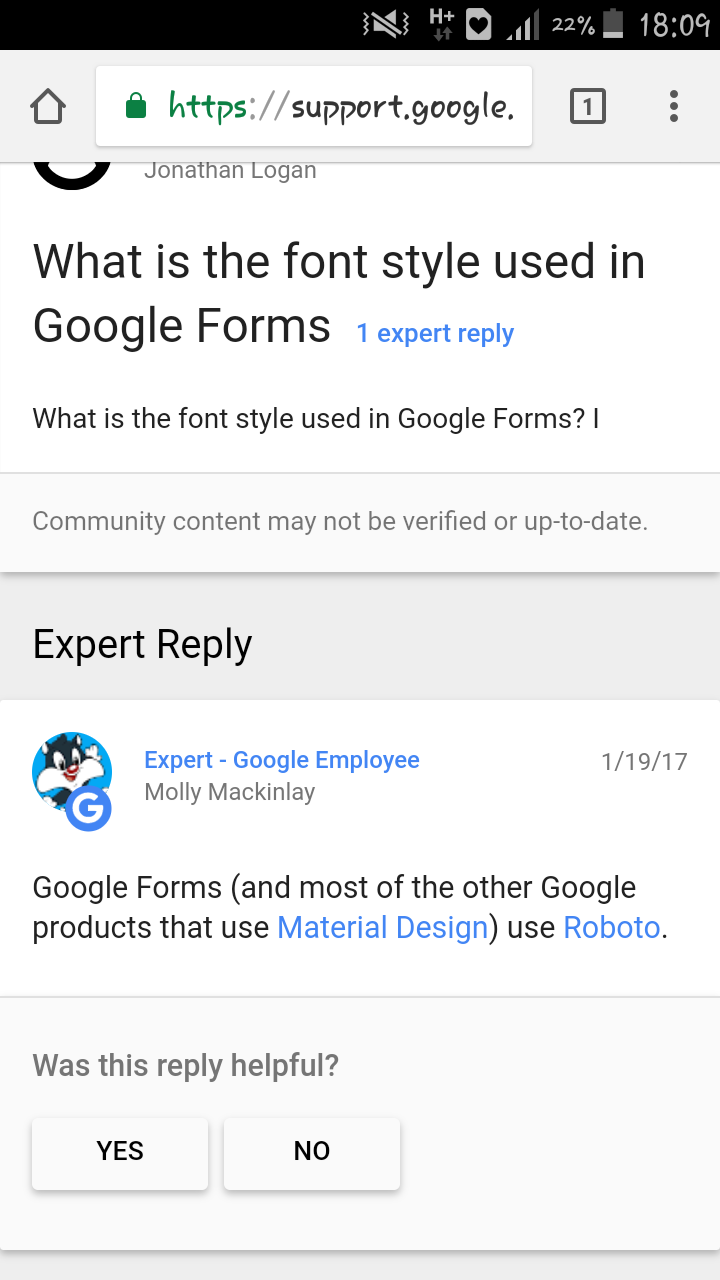 H+ 22% 18:09
https://support.google. 1
Jonathan Logan
What is the font style used in
Google Forms 1 expert reply
What is the font style used in Google Forms? I
Community content may not be verified or up-to-date.
Expert Reply
Expert - Google Employee 1/19/17
Molly Mackinlay
G
Google Forms (and most of the other Google
products that use Material Design) use Roboto.
Was this reply helpful?
YES NO